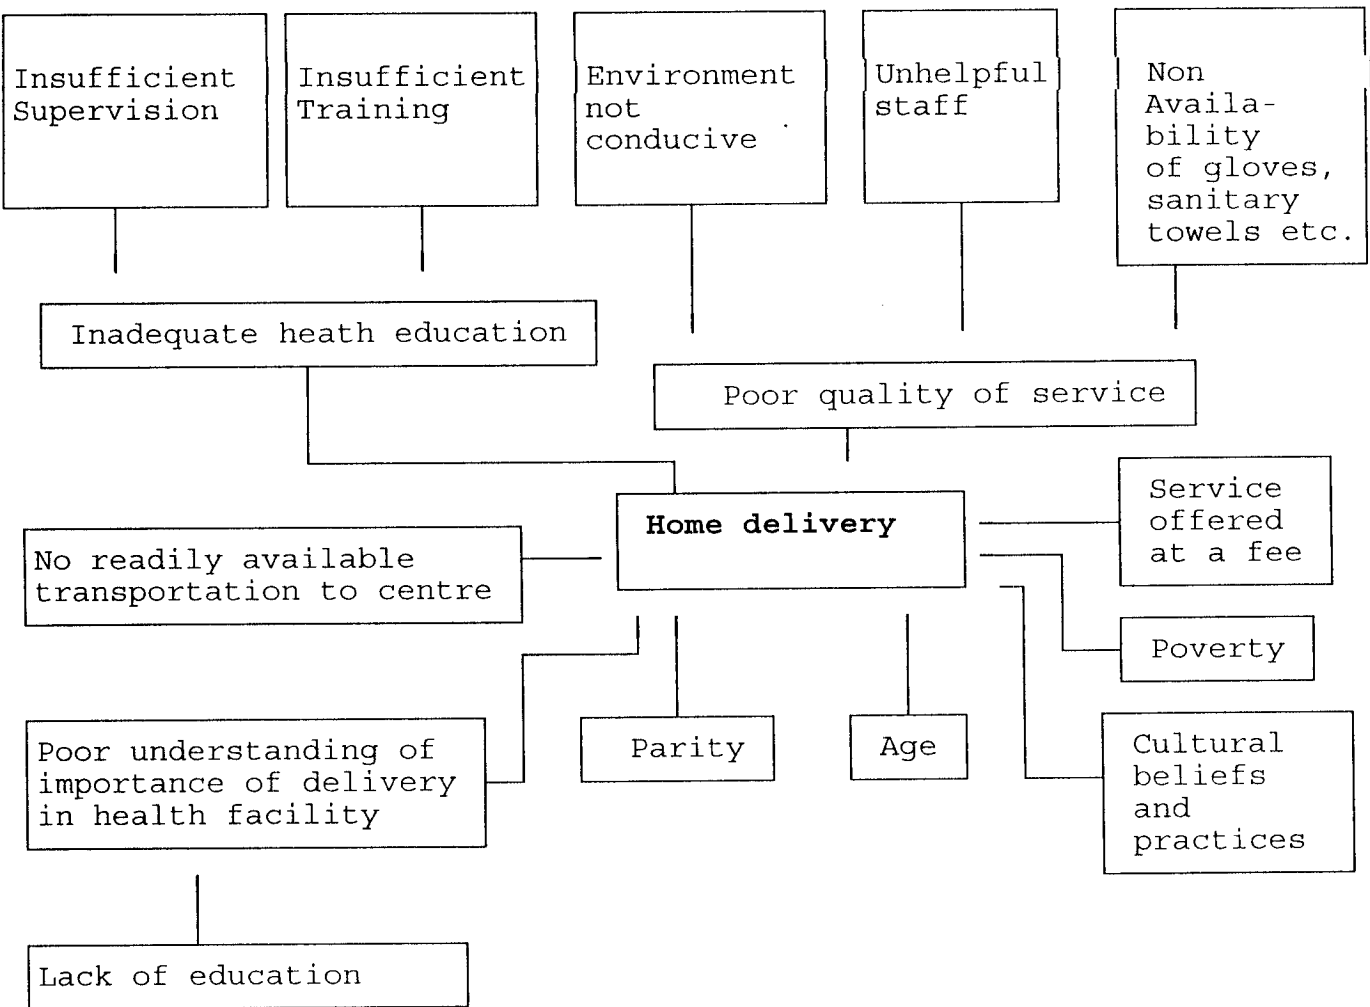 Insufficient
Supervision
Insufficient
Training
Environment
not
conducive
Unhelpful
staff
Non
Availa-
bility
of gloves,
sanitary
towels etc.
Inadequate heath education
Poor quality of service
Home delivery
Service
offered
at a fee
No readily available
transportation to centre
Poverty
Poor understanding of
importance of delivery
in health facility
Parity
Age
Cultural
beliefs
and
practices
Lack of education